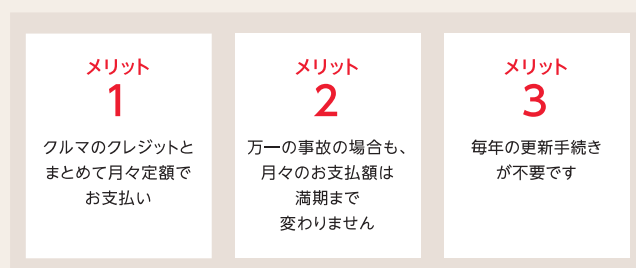 メリット
1
クルマのクレジットと
まとめて月々定額で
お支払い
メリット
2
万一の事故の場合も、
月々のお支払額は
満期まで
変わりません
メリット
3
毎年の更新手続き
が不要です